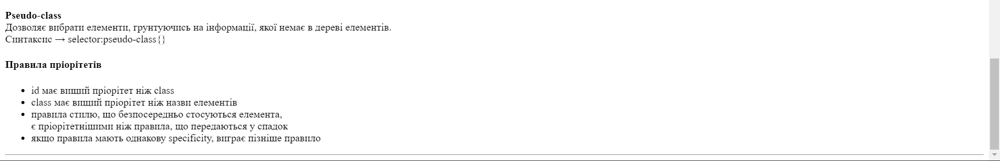 Pseudo-class
Дозволяє вибрати елементи, грунтуючись на інформації, якої немає в дереві елементів.
Синтаксис → selector:pseudo-class{}
Правила пріорітетів
• id має вищий пріорітет ніж class
• class має вищий пріорітет ніж назви елементів
• правила стилю, що безпосередньо стосуються елемента,
є пріорітетнішими ніж правила, що передаються у спадок
• якщо правила мають однакову specificity, виграє пізніше правило